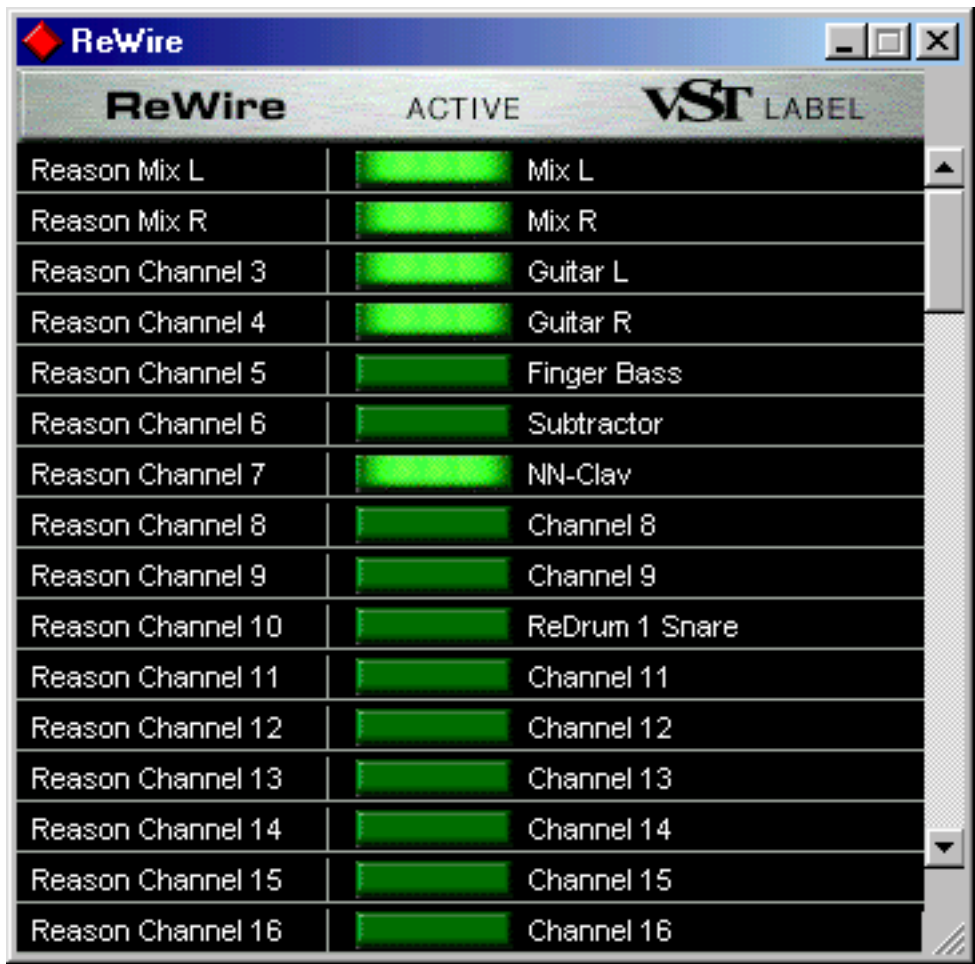 ReWire
ReWire ACTIVE VST LABEL
Reason Mix L Mix L
Reason Mix R Mix R
Reason Channel 3 Guitar L
Reason Channel 4 Guitar R
Reason Channel 5 Finger Bass
Reason Channel 6 Subtractor
Reason Channel 7 NN-Clav
Reason Channel 8 Channel 8
Reason Channel 9 Channel 9
Reason Channel 10 ReDrum 1 Snare
Reason Channel 11 Channel 11
Reason Channel 12 Channel 12
Reason Channel 13 Channel 13
Reason Channel 14 Channel 14
Reason Channel 15 Channel 15
Reason Channel 16 Channel 16